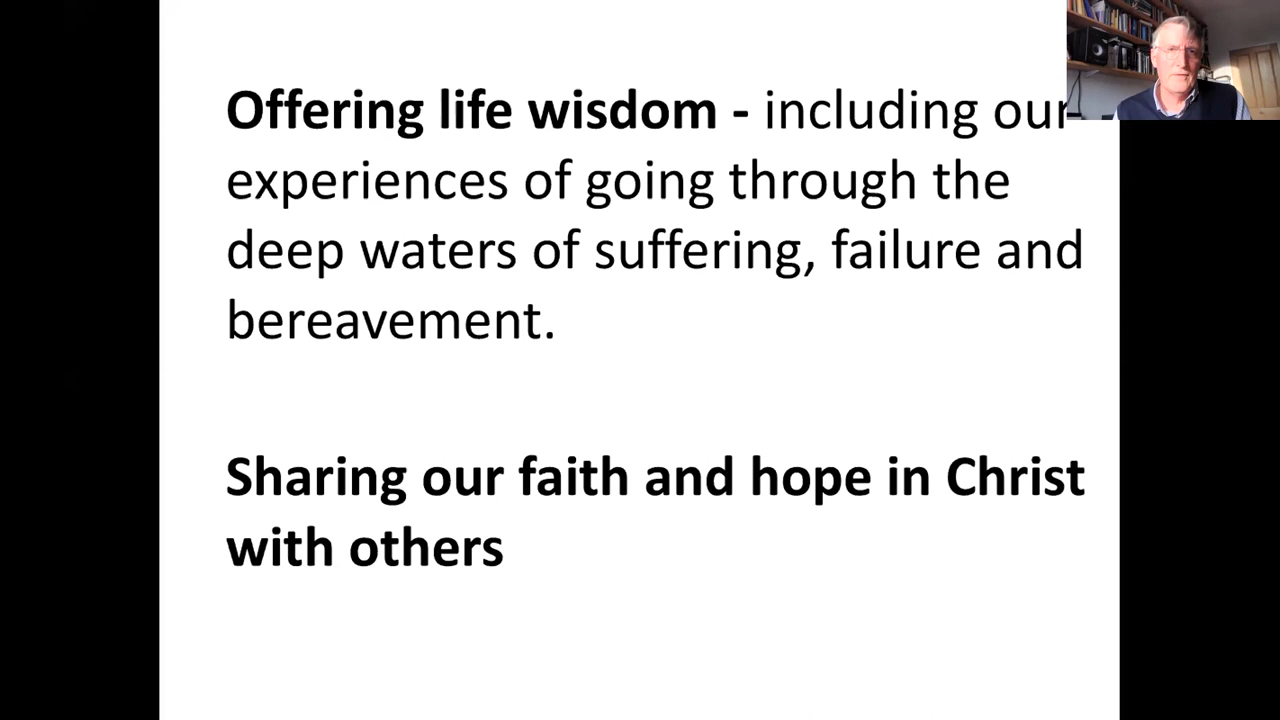 Offering life wisdom - including our
experiences of going through the
deep waters of suffering, failure and
bereavement.
Sharing our faith and hope in Christ
with others